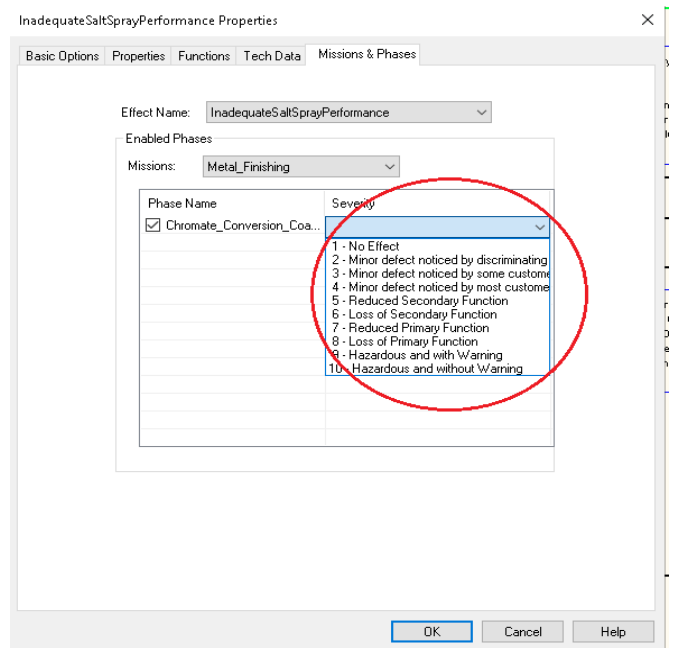 InadequateSaltSprayPerformance Properties
Basic Options Properties Functions Tech Data Missions & Phases
Effect Name: InadequateSaltSprayPerformance
Enabled Phases
Missions: Metal_Finishing
Phase Name Severity
Chromate_Conversion_Coa...
1 - No Effect
2 - Minor defect noticed by discriminating
3 - Minor defect noticed by some custome
4 - Minor defect noticed by most custome
5 - Reduced Secondary Function
6 - Loss of Secondary Function
7 - Reduced Primary Function
8 - Loss of Primary Function
9 - Hazardous and with Warning
10 - Hazardous and without Warning
OK Cancel Help